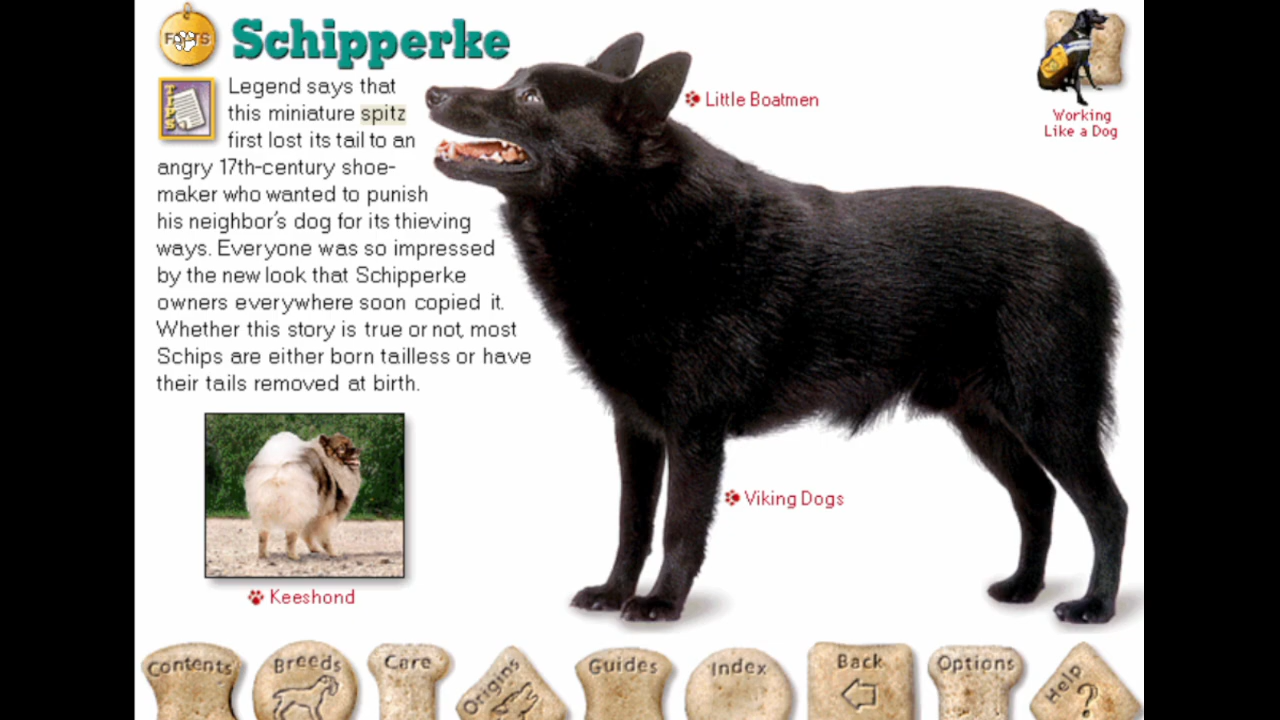 FACTS
Schipperke
TIPS
Legend says that
this miniature spitz
first lost its tail to an
angry 17th-century shoe-
maker who wanted to punish
his neighbor's dog for its thieving
ways. Everyone was so impressed
by the new look that Schipperke
owners everywhere soon copied it.
Whether this story is true or not, most
Schips are either born tailless or have
their tails removed at birth.
Little Boatmen
Working
Like a Dog
Viking Dogs
Keeshond
Contents
Breeds
Care
Origins
Guides
Index
Back
Options
Help
?